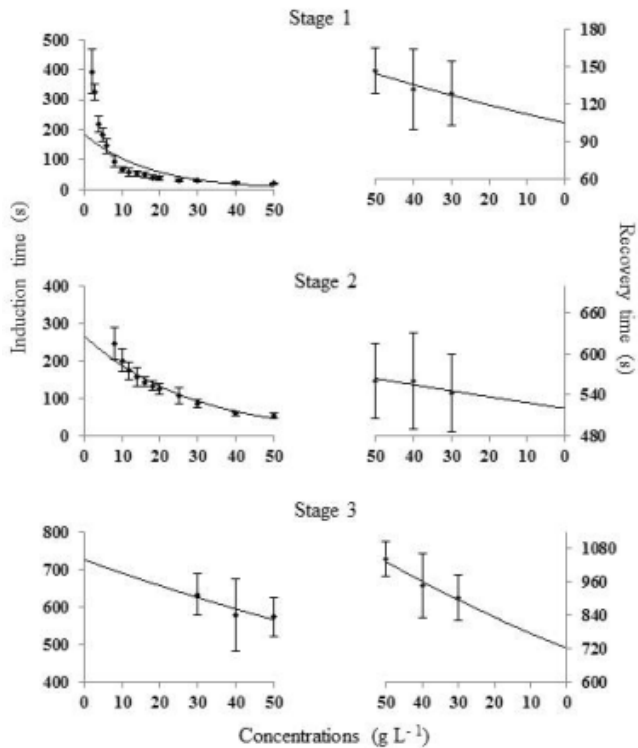 Stage 1
500
400
300
200
100
0
0 10 20 30 40 50
180
150
120
90
60
50 40 30 20 10 0
Stage 2
400
300
200
100
0
0 10 20 30 40 50
660
600
540
480
50 40 30 20 10 0
Stage 3
800
700
600
500
400
0 10 20 30 40 50
1080
960
840
720
600
50 40 30 20 10 0
Induction time (s)
Recovery time (s)
Concentrations (g L⁻¹)